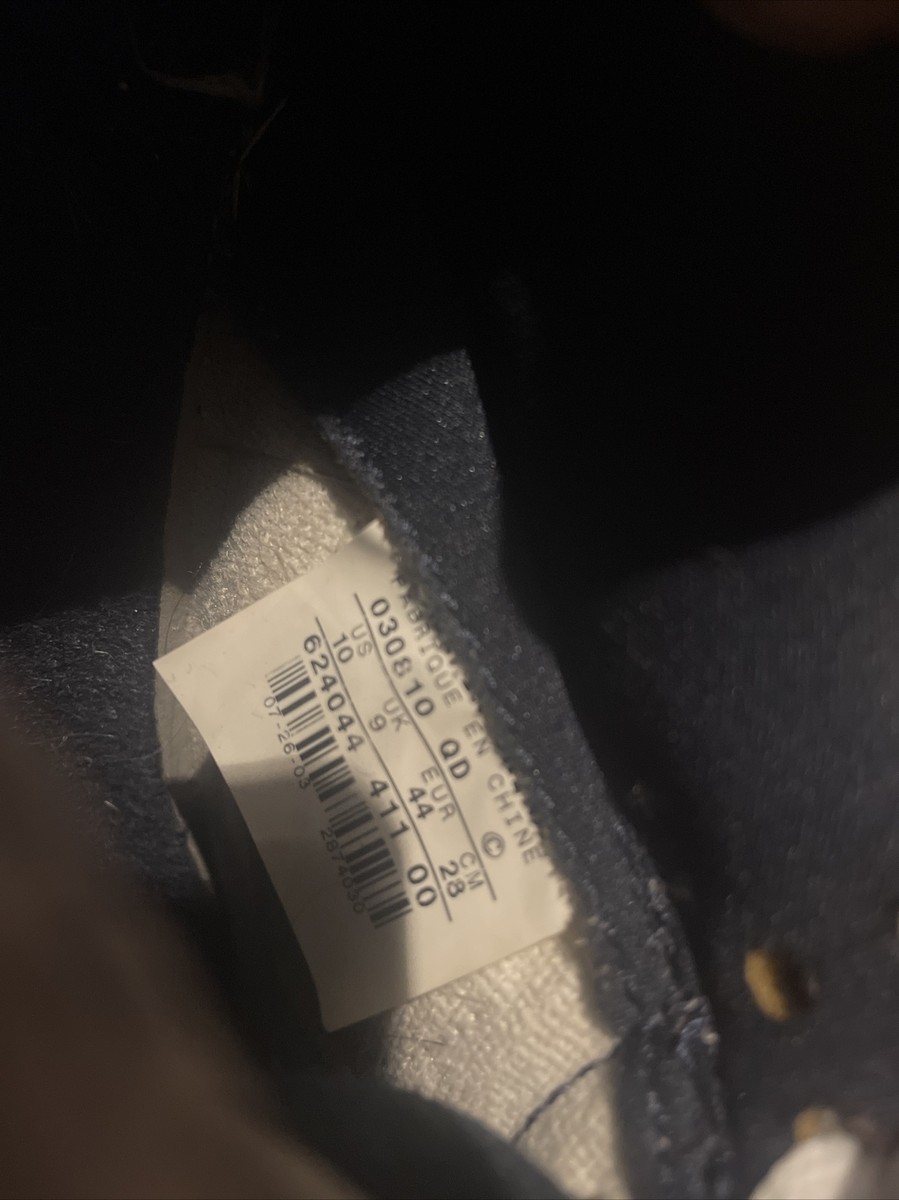 FABRIQUE EN CHINE
030810 QD ©
US UK EUR CM
10 9 44 28
624044 411 00
07-26-03 2874030